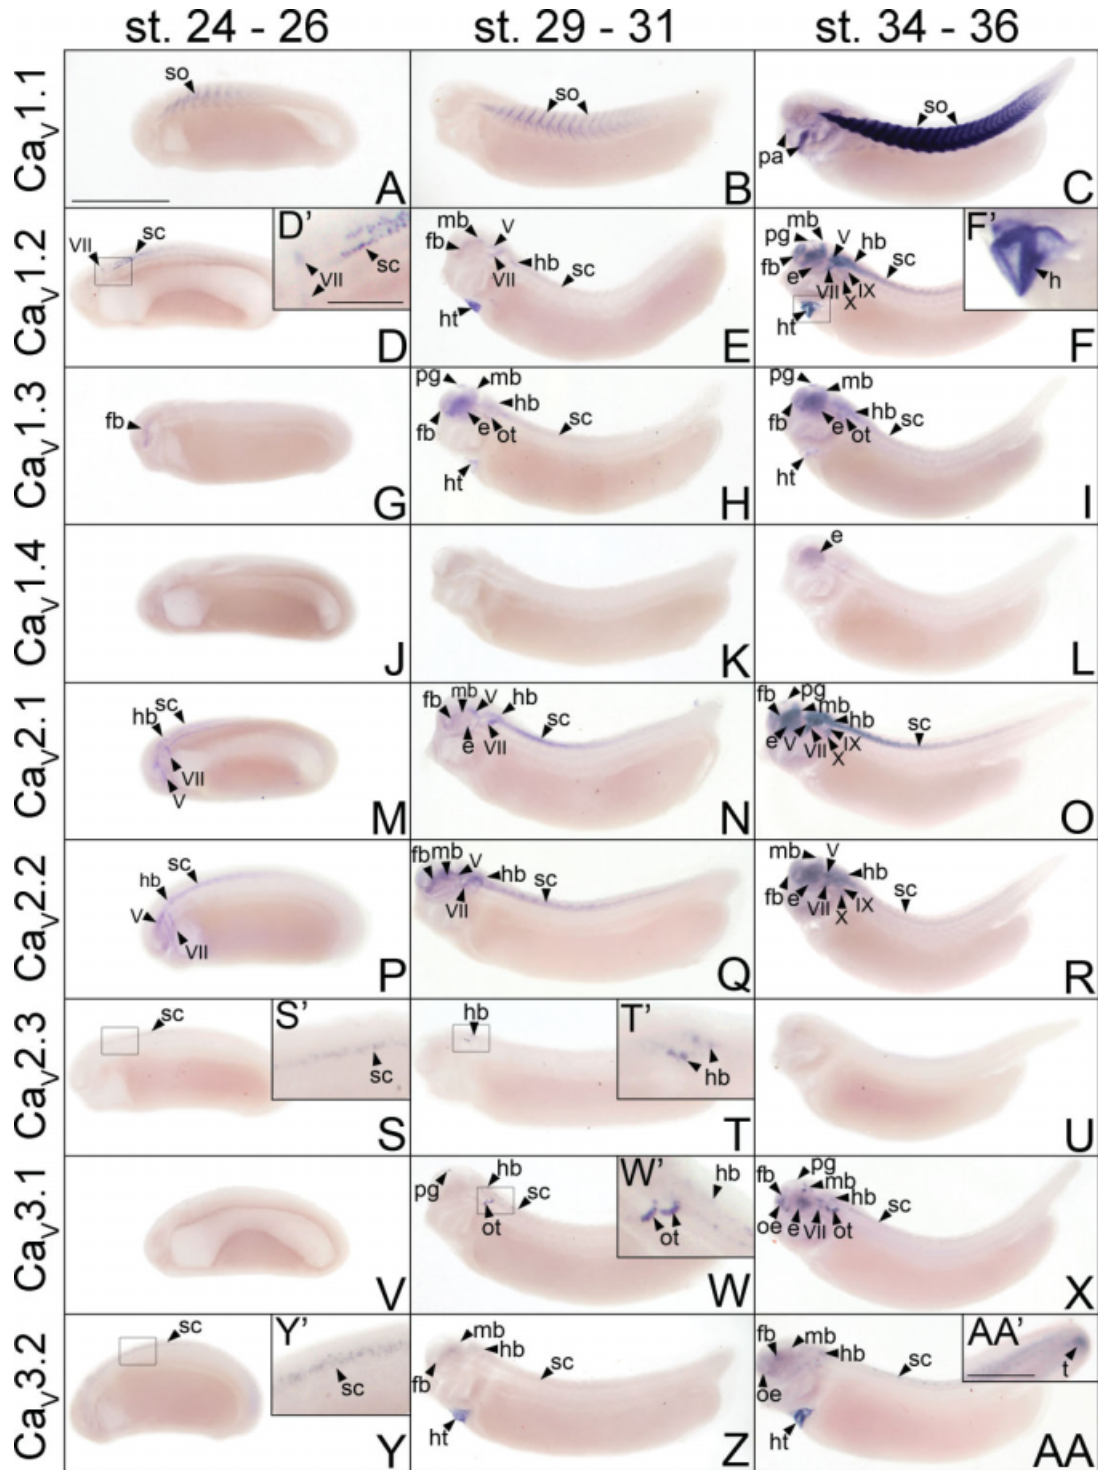 st. 24 - 26 st. 29 - 31 st. 34 - 36
Cav1.1
so
A
so
B
so
pa
C
Cav1.2
VII sc
D' VII sc
D
mb V
fb
VII hb sc
ht
E
mb V hb
pg
fb
e VII X IX sc
ht
F' h
F
Cav1.3
fb
G
pg mb
hb sc
fb e ot
ht
H
pg mb
hb sc
fb e ot
ht
I
Cav1.4
J
K
e
L
Cav2.1
hb sc
VII
V
M
fb mb V hb
sc
e VII
N
fb pg
mb hb sc
e V VII IX
X
O
Cav2.2
hb sc
V
VII
P
fb mb V hb
sc
VII
Q
mb V
hb
fb e VII IX sc
X
R
Cav2.3
sc
S' sc
S
hb
T' hb
T
U
Cav3.1
V
pg hb
sc
ot
W' hb
ot
W
fb pg
mb
hb sc
oe e VII ot
X
Cav3.2
sc
Y' sc
Y
mb
hb sc
fb
ht
Z
fb mb
hb sc
oe
ht
AA' t
AA